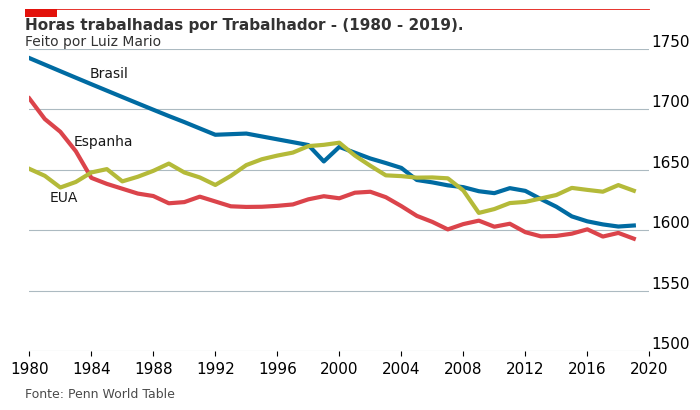 Horas trabalhadas por Trabalhador - (1980 - 2019).
Feito por Luiz Mario
1750
Brasil
1700
Espanha
1650
EUA
1600
1550
1500
1980 1984 1988 1992 1996 2000 2004 2008 2012 2016 2020
Fonte: Penn World Table